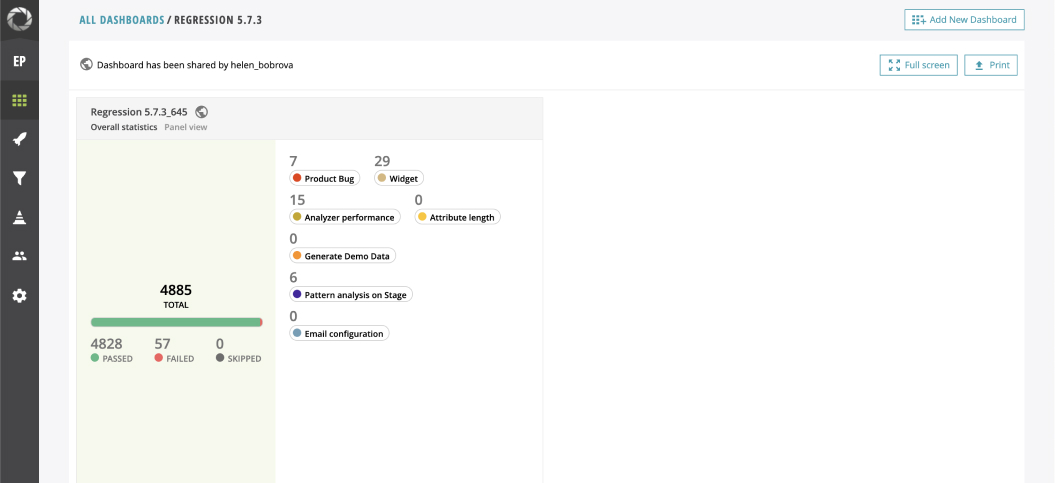 ALL DASHBOARDS / REGRESSION 5.7.3
Add New Dashboard
EP
Dashboard has been shared by helen_bobrova
Full screen
Print
Regression 5.7.3_645
Overall statistics Panel view
4885
TOTAL
4828 57 0
PASSED FAILED SKIPPED
7 29
Product Bug Widget
15 0
Analyzer performance Attribute length
0
Generate Demo Data
6
Pattern analysis on Stage
0
Email configuration